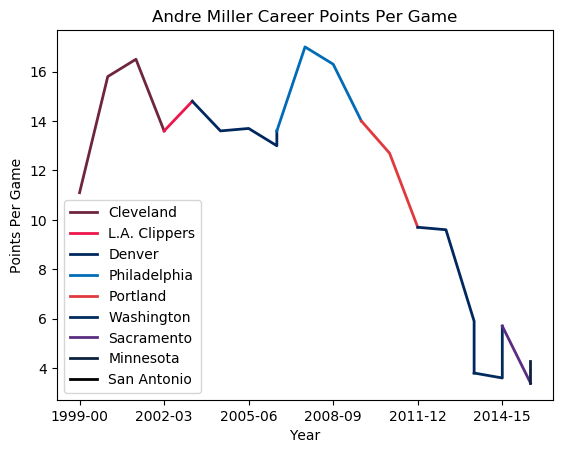 Andre Miller Career Points Per Game
Points Per Game
16
14
12
10
8
6
4
Cleveland
L.A. Clippers
Denver
Philadelphia
Portland
Washington
Sacramento
Minnesota
San Antonio
1999-00 2002-03 2005-06 2008-09 2011-12 2014-15
Year